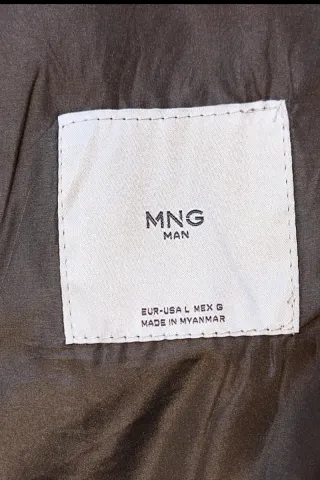 MNG
MAN
EUR-USA L MEX G
MADE IN MYANMAR